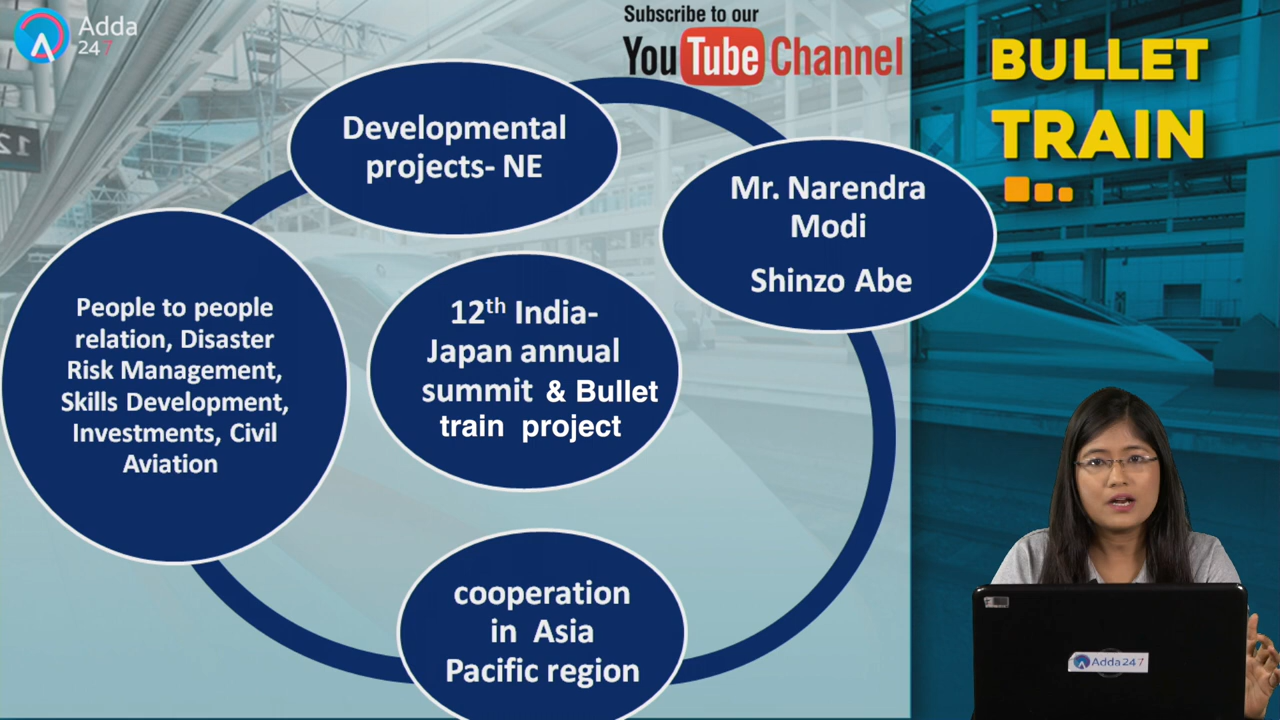 Adda
247
Subscribe to our
YouTube Channel
BULLET
TRAIN
Developmental
projects- NE
Mr. Narendra
Modi
Shinzo Abe
People to people
relation, Disaster
Risk Management,
Skills Development,
Investments, Civil
Aviation
12th India-
Japan annual
summit & Bullet
train project
cooperation
in Asia
Pacific region
12
Adda247